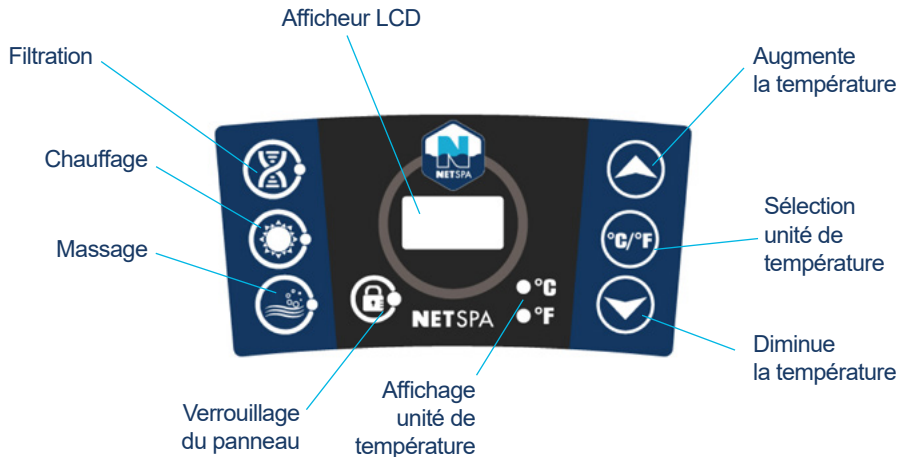 Afficheur LCD
Filtration
Augmente
la température
N
NETSPA
Chauffage
Sélection
unité de
température
°C/°F
Massage
°C
°F
NETSPA
Diminue
la température
Affichage
unité de
température
Verrouillage
du panneau